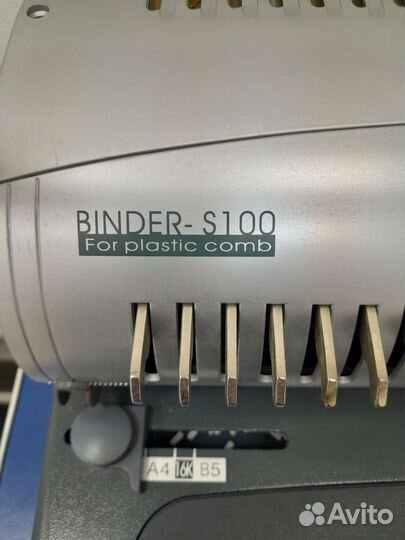 BINDER- S100
For plastic comb
A4 16K B5
Avito